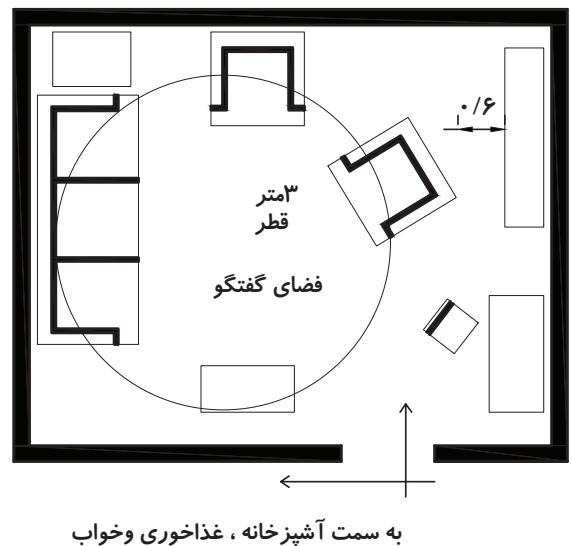 ۰/۶
۳متر
قطر
فضای گفتگو
به سمت آشپزخانه ، غذاخوری وخواب